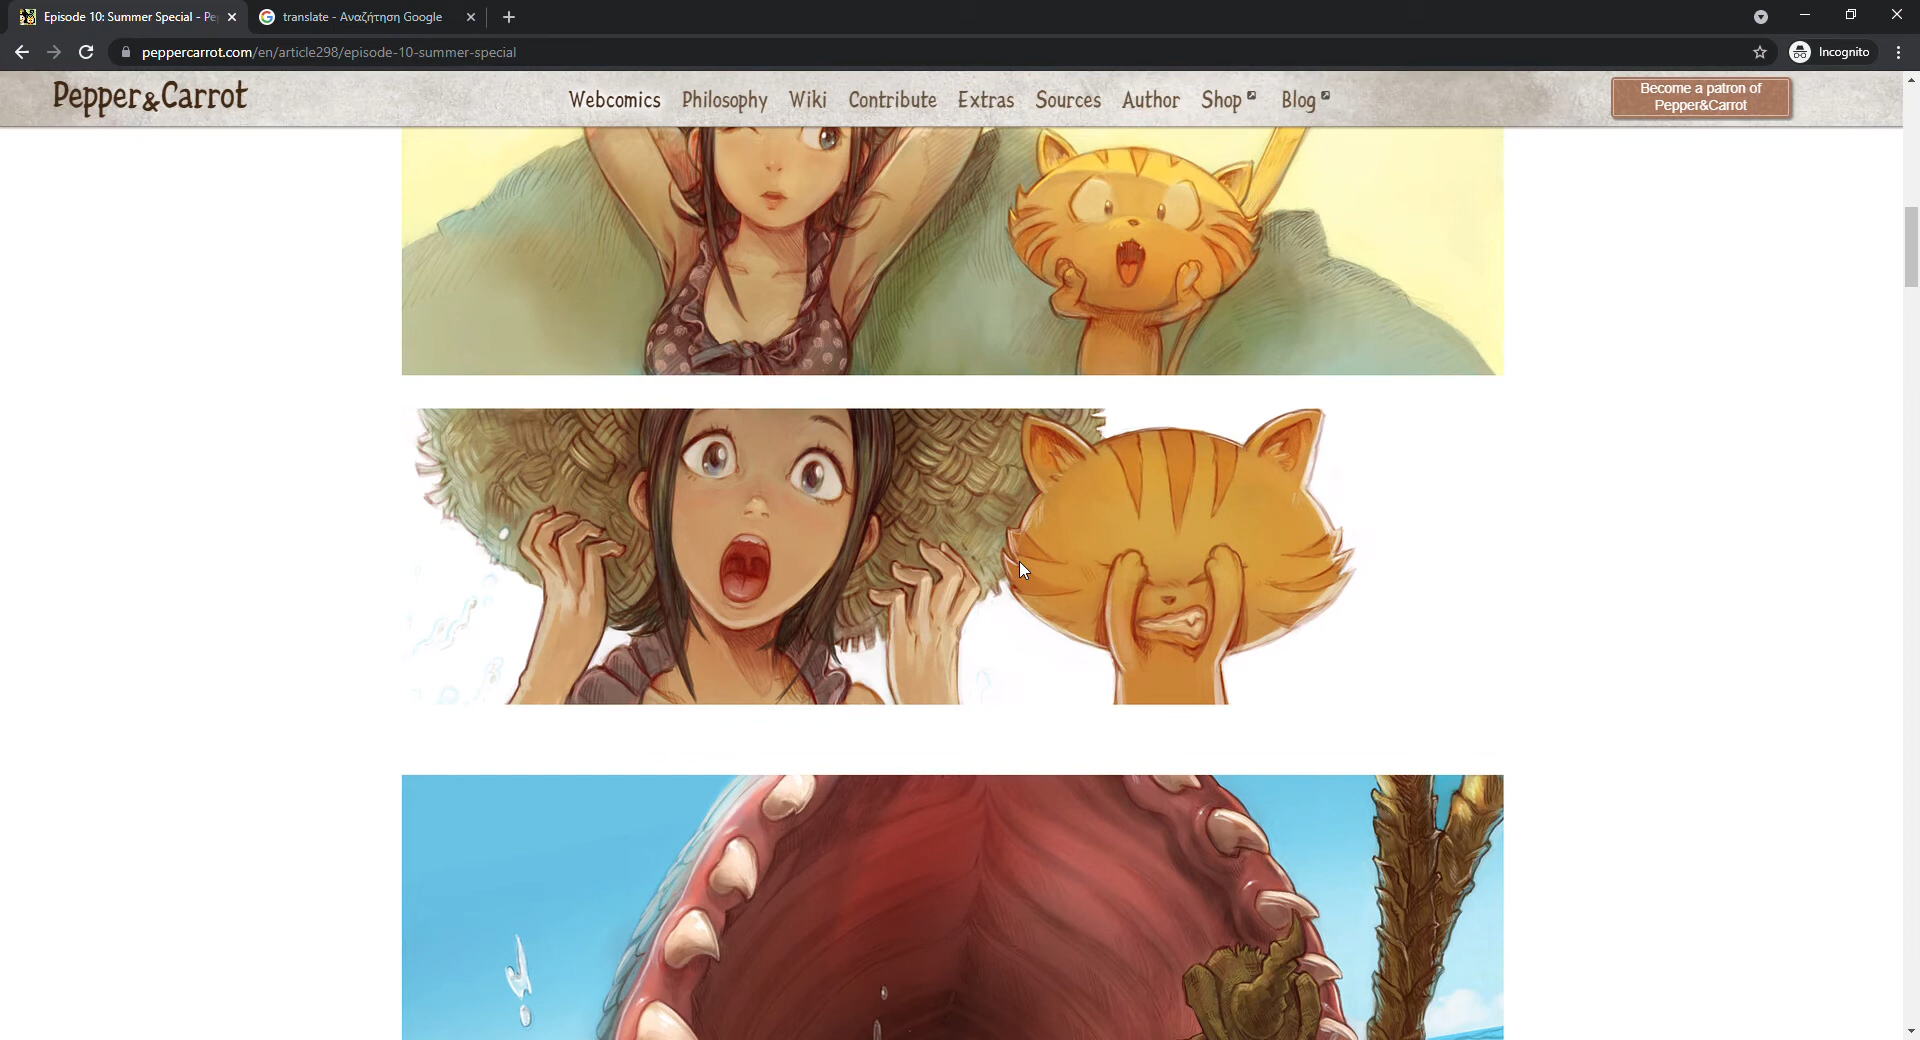 Episode 10: Summer Special - Pe
translate - Αναζήτηση Google
peppercarrot.com/en/article298/episode-10-summer-special
Incognito
Pepper&Carrot
Webcomics
Philosophy
Wiki
Contribute
Extras
Sources
Author
Shop
Blog
Become a patron of
Pepper&Carrot